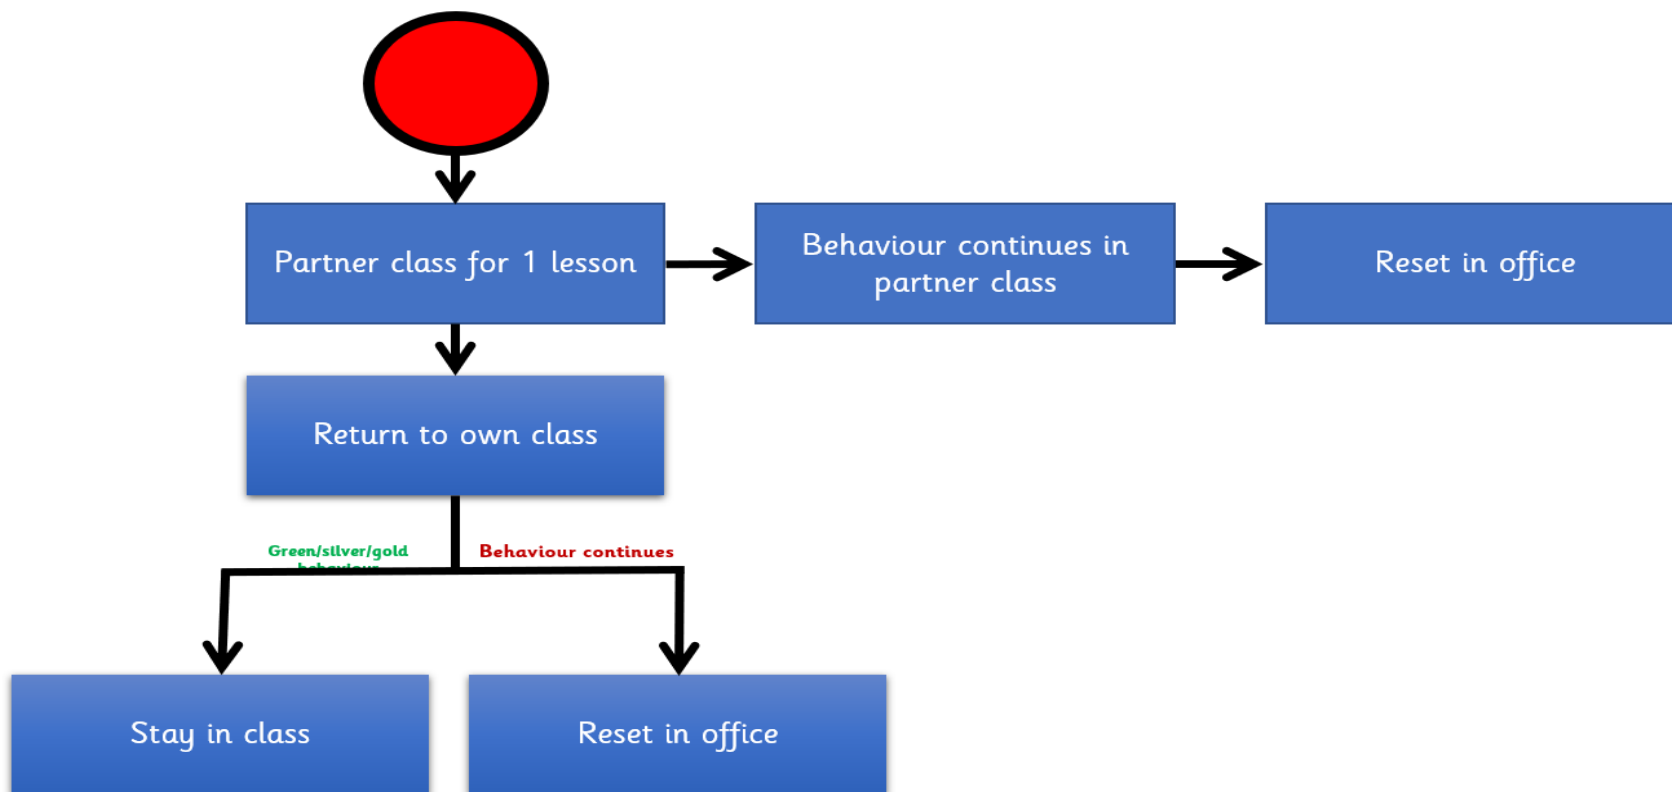 Partner class for 1 lesson
Behaviour continues in
partner class
Reset in office
Return to own class
Green/silver/gold
behaviour
Behaviour continues
Stay in class
Reset in office